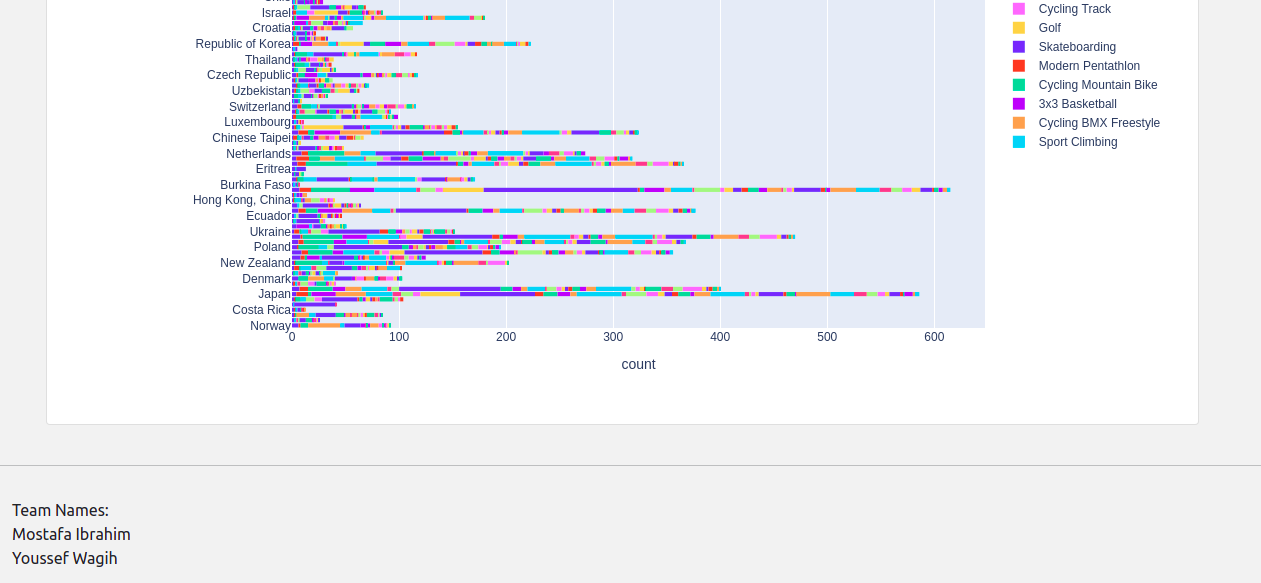 Israel
Croatia
Republic of Korea
Thailand
Czech Republic
Uzbekistan
Switzerland
Luxembourg
Chinese Taipei
Netherlands
Eritrea
Burkina Faso
Hong Kong, China
Ecuador
Ukraine
Poland
New Zealand
Denmark
Japan
Costa Rica
Norway
0 100 200 300 400 500 600
count
Cycling Track
Golf
Skateboarding
Modern Pentathlon
Cycling Mountain Bike
3x3 Basketball
Cycling BMX Freestyle
Sport Climbing
Team Names:
Mostafa Ibrahim
Youssef Wagih